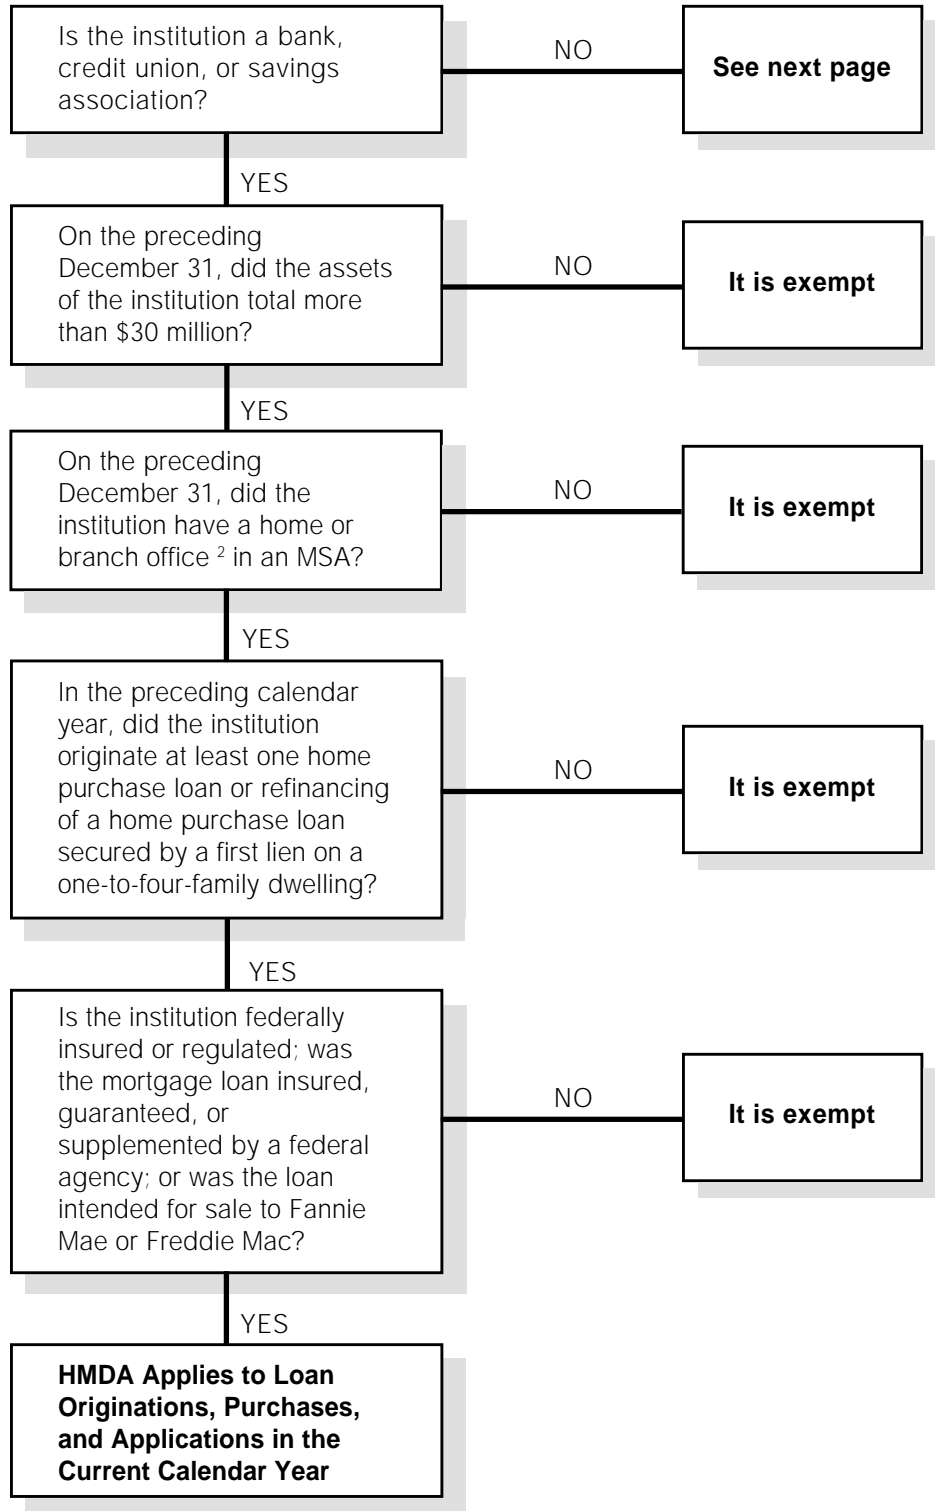 Is the institution a bank,
credit union, or savings
association?
NO
See next page
YES
On the preceding
December 31, did the assets
of the institution total more
than $30 million?
NO
It is exempt
YES
On the preceding
December 31, did the
institution have a home or
branch office 2 in an MSA?
NO
It is exempt
YES
In the preceding calendar
year, did the institution
originate at least one home
purchase loan or refinancing
of a home purchase loan
secured by a first lien on a
one-to-four-family dwelling?
NO
It is exempt
YES
Is the institution federally
insured or regulated; was
the mortgage loan insured,
guaranteed, or
supplemented by a federal
agency; or was the loan
intended for sale to Fannie
Mae or Freddie Mac?
NO
It is exempt
YES
HMDA Applies to Loan
Originations, Purchases,
and Applications in the
Current Calendar Year